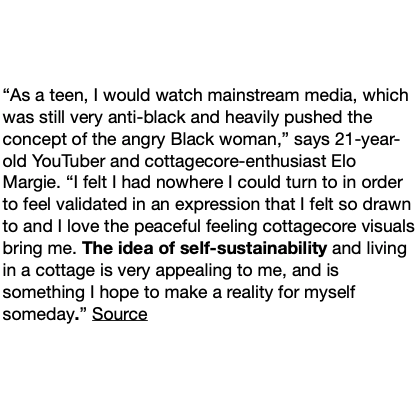 “As a teen, I would watch mainstream media, which
was still very anti-black and heavily pushed the
concept of the angry Black woman,” says 21-year-
old YouTuber and cottagecore-enthusiast Elo
Margie. “I felt I had nowhere I could turn to in order
to feel validated in an expression that I felt so drawn
to and I love the peaceful feeling cottagecore visuals
bring me. The idea of self-sustainability and living
in a cottage is very appealing to me, and is
something I hope to make a reality for myself
someday.” Source